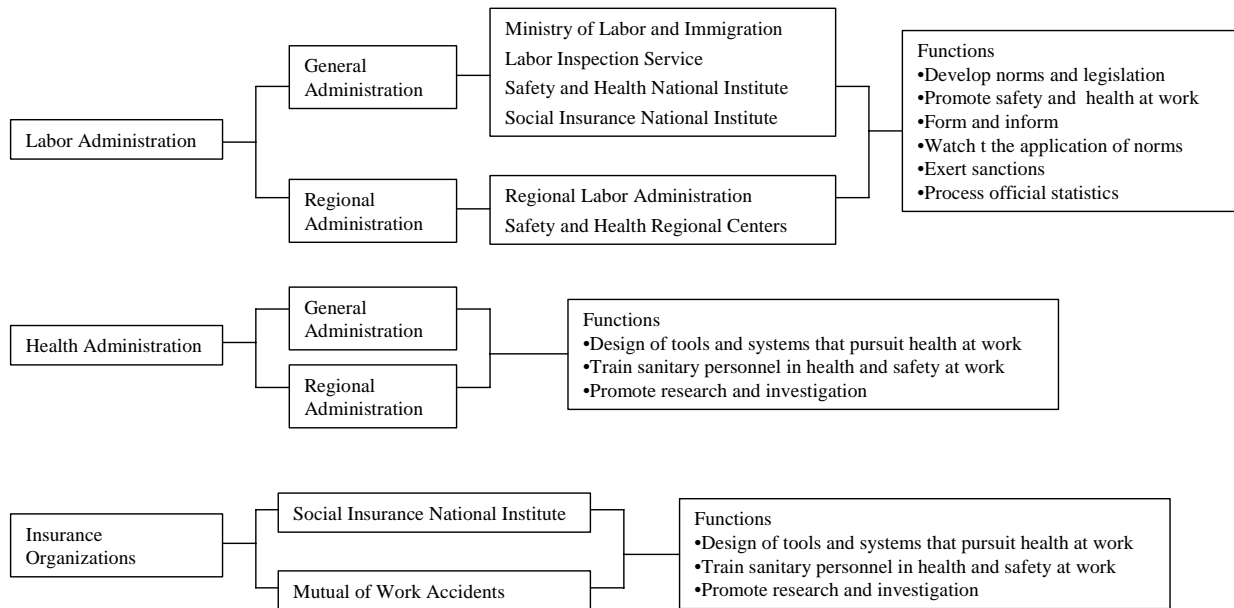 Labor Administration
General
Administration
Ministry of Labor and Immigration
Labor Inspection Service
Safety and Health National Institute
Social Insurance National Institute
Regional
Administration
Regional Labor Administration
Safety and Health Regional Centers
Functions
•Develop norms and legislation
•Promote safety and health at work
•Form and inform
•Watch t the application of norms
•Exert sanctions
•Process official statistics
Health Administration
General
Administration
Regional
Administration
Functions
•Design of tools and systems that pursuit health at work
•Train sanitary personnel in health and safety at work
•Promote research and investigation
Insurance
Organizations
Social Insurance National Institute
Mutual of Work Accidents
Functions
•Design of tools and systems that pursuit health at work
•Train sanitary personnel in health and safety at work
•Promote research and investigation